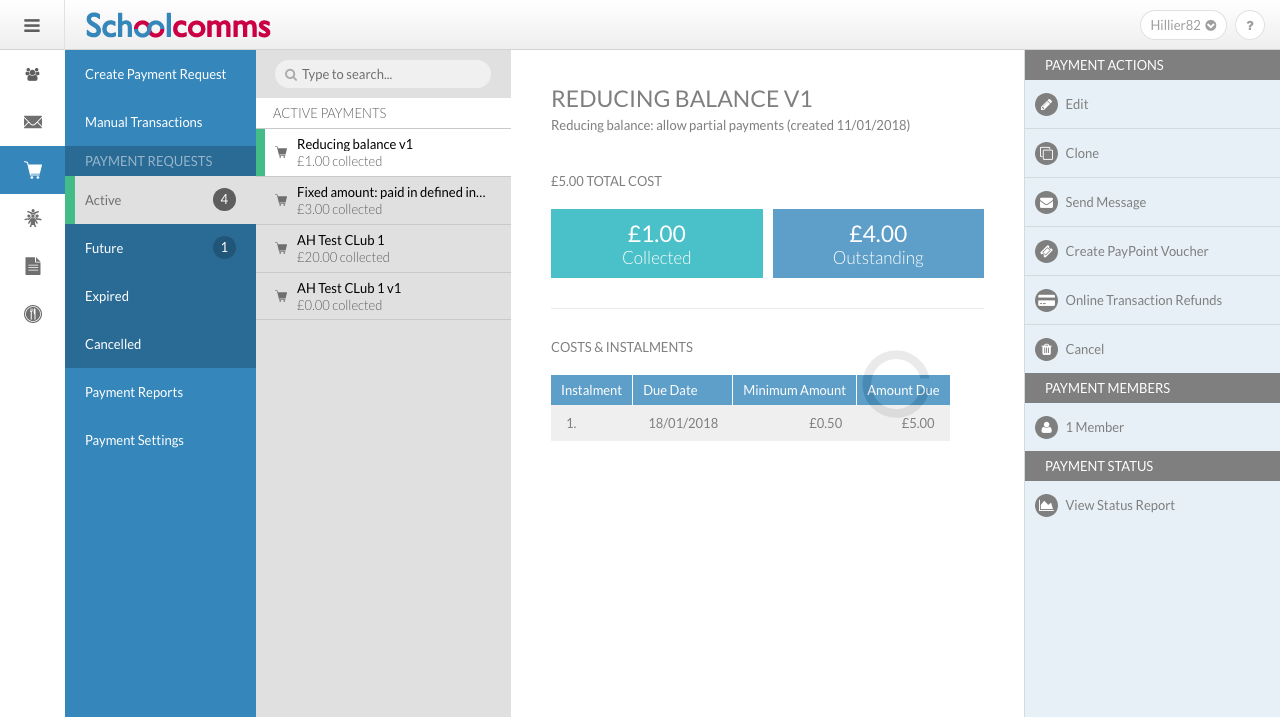 Schoolcomms
Hillier82
?
Create Payment Request
Manual Transactions
PAYMENT REQUESTS
Active 4
Future 1
Expired
Cancelled
Payment Reports
Payment Settings
Type to search...
ACTIVE PAYMENTS
Reducing balance v1
£1.00 collected
Fixed amount: paid in defined in...
£3.00 collected
AH Test CLub 1
£20.00 collected
AH Test CLub 1 v1
£0.00 collected
REDUCING BALANCE V1
Reducing balance: allow partial payments (created 11/01/2018)
£5.00 TOTAL COST
£1.00
Collected
£4.00
Outstanding
COSTS & INSTALMENTS
Instalment Due Date Minimum Amount Amount Due
1. 18/01/2018 £0.50 £5.00
PAYMENT ACTIONS
Edit
Clone
Send Message
Create PayPoint Voucher
Online Transaction Refunds
Cancel
PAYMENT MEMBERS
1 Member
PAYMENT STATUS
View Status Report